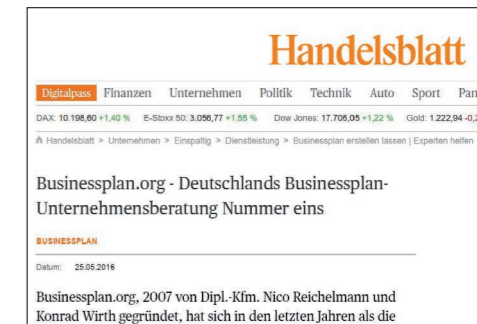 Handelsblatt
Digitalpass Finanzen Unternehmen Politik Technik Auto Sport Pan
DAX: 10.198,60 +1,40 % E-Stoxx 50: 3.056,77 +1,55 % Dow Jones: 17.706,05 +1,22 % Gold: 1.222,94 -0,2
Handelsblatt > Unternehmen > Einspaltig > Dienstleistung > Businessplan erstellen lassen | Experten helfen
Businessplan.org - Deutschlands Businessplan-
Unternehmensberatung Nummer eins
BUSINESSPLAN
Datum: 25.05.2016
Businessplan.org, 2007 von Dipl.-Kfm. Nico Reichelmann und
Konrad Wirth gegründet, hat sich in den letzten Jahren als die